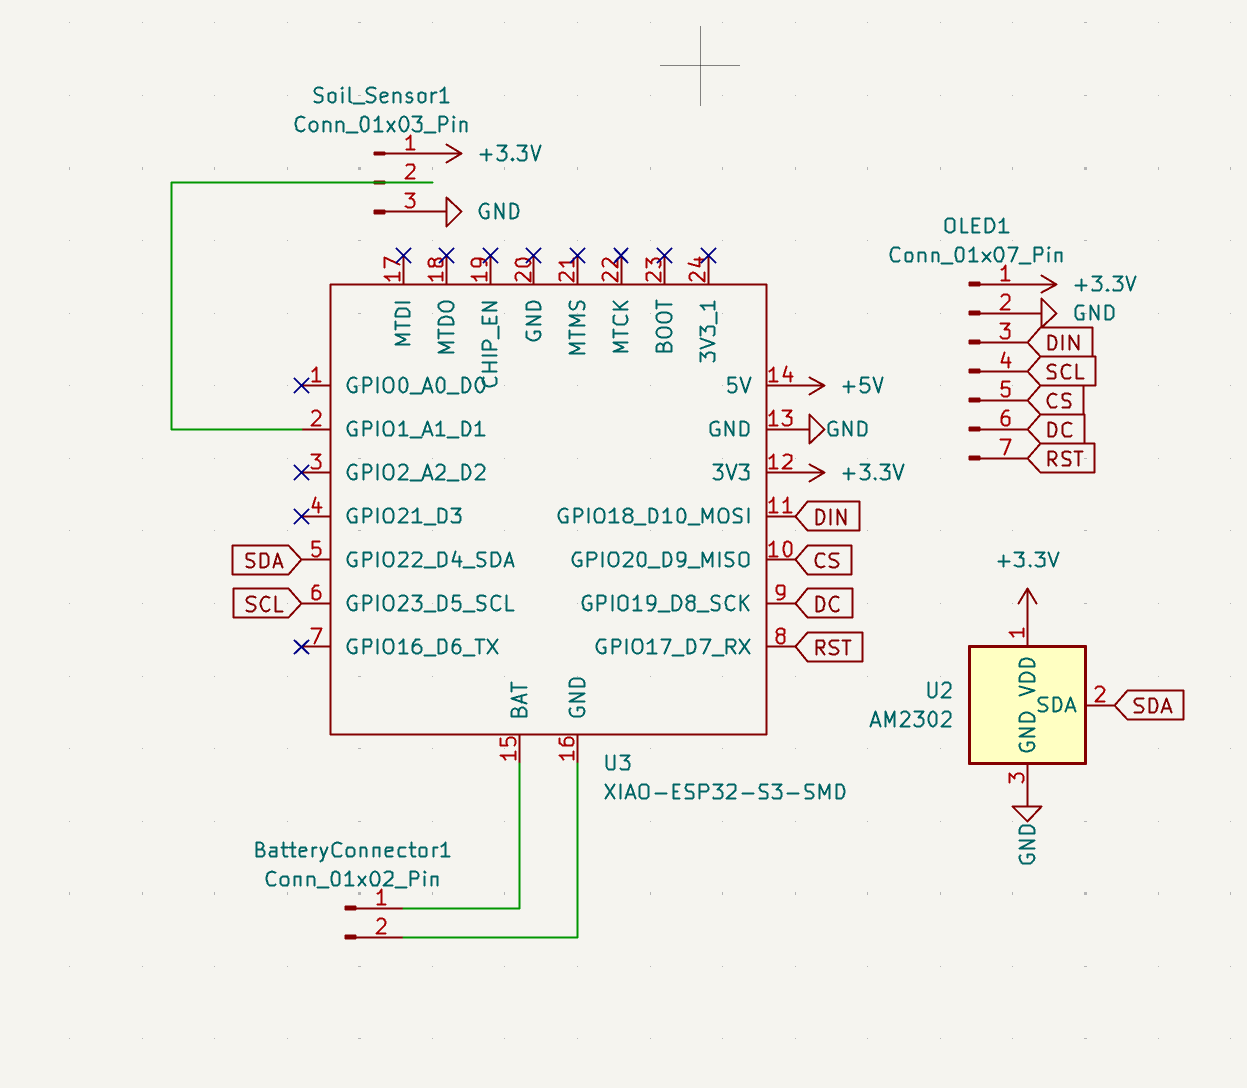 Soil_Sensor1
Conn_01x03_Pin
1 +3.3V
2
3 GND
17 18 19 20 21 22 23 24
MTDI MTDO CHIP_EN GND MTMS MTCK BOOT 3V3_1
1 GPIO0_A0_D0
2 GPIO1_A1_D1
3 GPIO2_A2_D2
4 GPIO21_D3
SDA 5 GPIO22_D4_SDA
SCL 6 GPIO23_D5_SCL
7 GPIO16_D6_TX
5V 14 +5V
GND 13 GND
3V3 12 +3.3V
GPIO18_D10_MOSI 11 DIN
GPIO20_D9_MISO 10 CS
GPIO19_D8_SCK 9 DC
GPIO17_D7_RX 8 RST
BAT GND
15 16
U3
XIAO-ESP32-S3-SMD
BatteryConnector1
Conn_01x02_Pin
1
2
OLED1
Conn_01x07_Pin
1 +3.3V
2 GND
3 DIN
4 SCL
5 CS
6 DC
7 RST
+3.3V
1
VDD
U2
AM2302
SDA 2 SDA
GND
3
GND